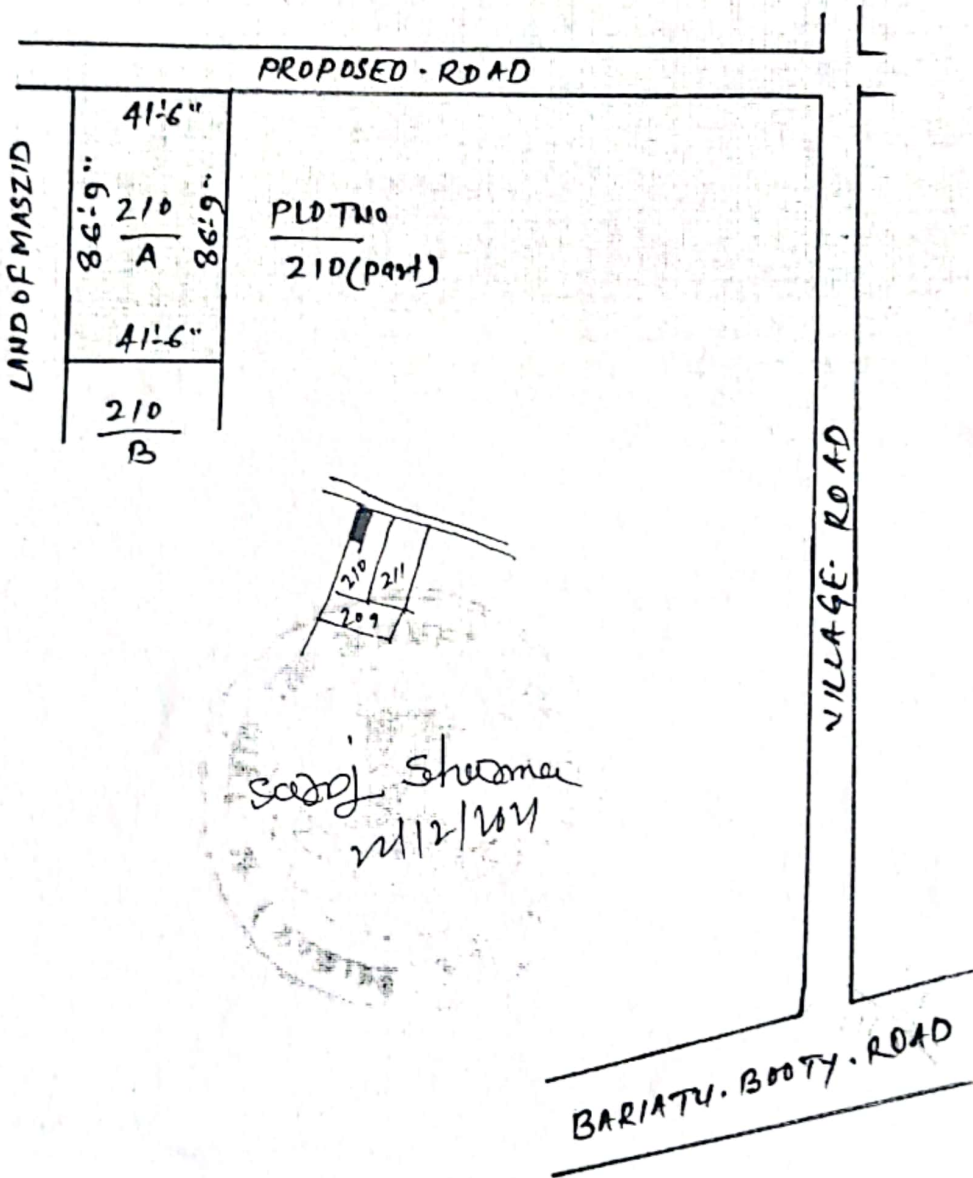 PROPOSED. ROAD
41'-6"
LAND OF MASZID
86'-9"
210
A
86'-9"
PLOT NO
210(part)
41'-6"
210
B
210
211
209
VILLAGE. ROAD
saroj Sharma
22/12/2021
BARIATU. BOOTY. ROAD